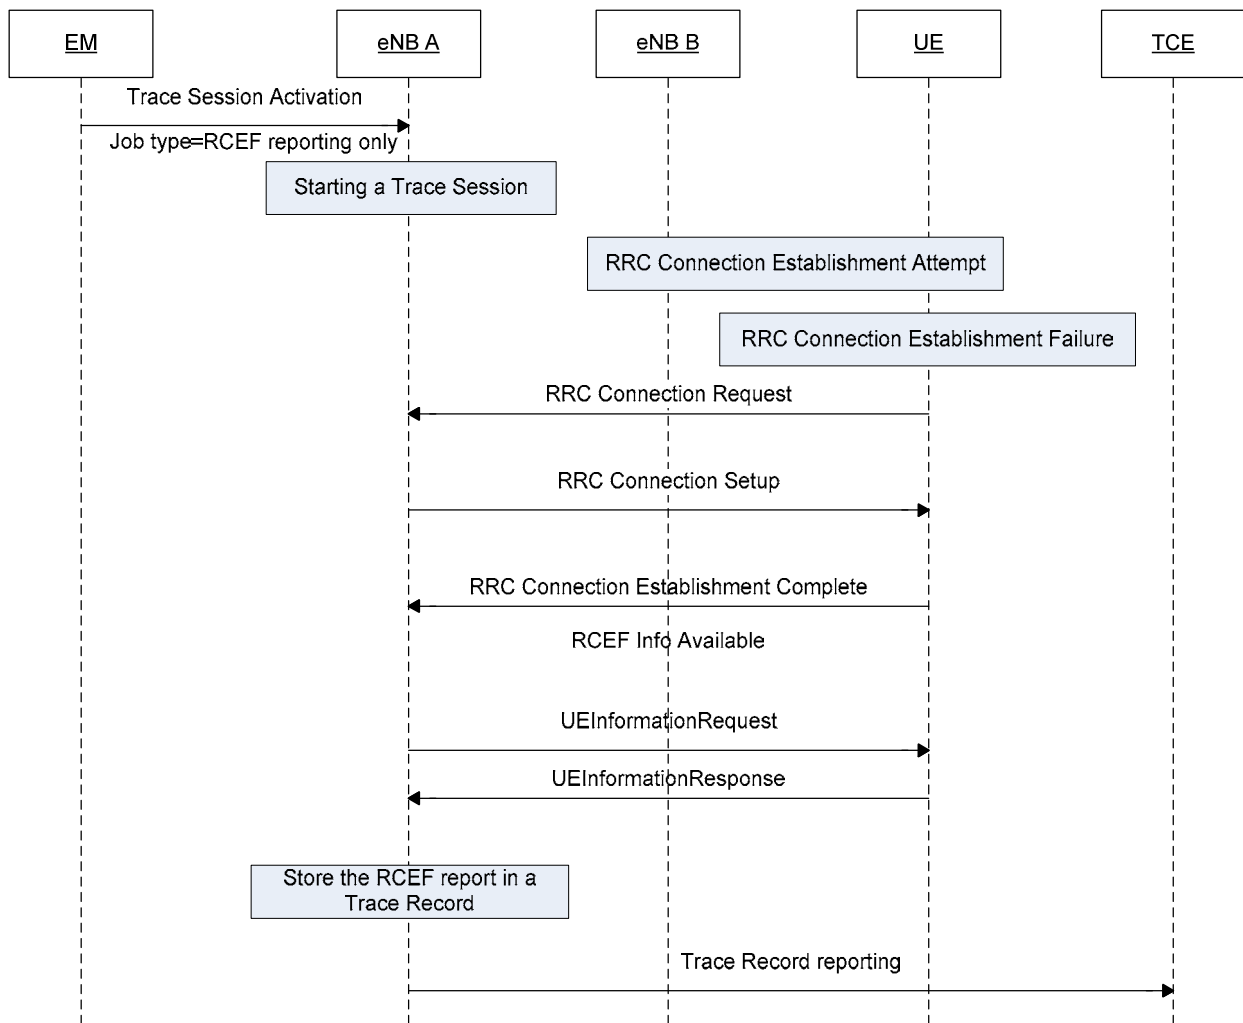 EM
eNB A
eNB B
UE
TCE
Trace Session Activation
Job type=RCEF reporting only
Starting a Trace Session
RRC Connection Establishment Attempt
RRC Connection Establishment Failure
RRC Connection Request
RRC Connection Setup
RRC Connection Establishment Complete
RCEF Info Available
UEInformationRequest
UEInformationResponse
Store the RCEF report in a
Trace Record
Trace Record reporting